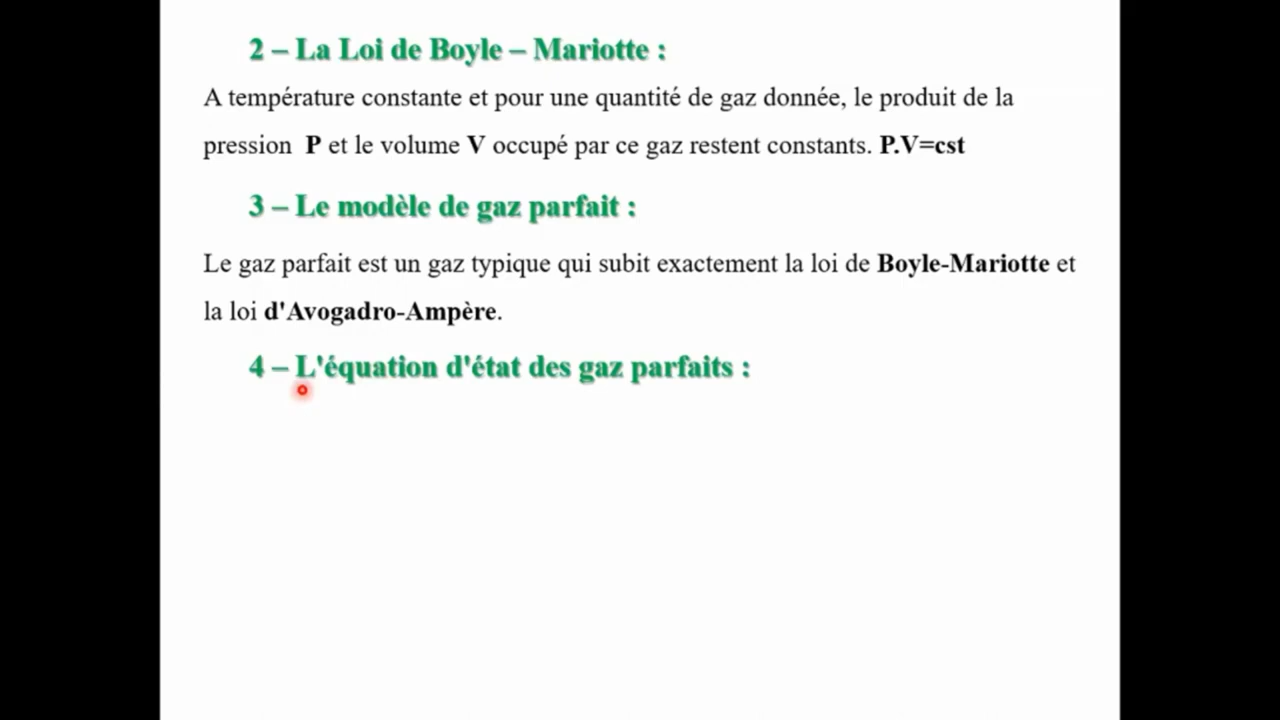 2 – La Loi de Boyle – Mariotte :
A température constante et pour une quantité de gaz donnée, le produit de la
pression P et le volume V occupé par ce gaz restent constants. P.V=cst
3 – Le modèle de gaz parfait :
Le gaz parfait est un gaz typique qui subit exactement la loi de Boyle-Mariotte et
la loi d'Avogadro-Ampère.
4 – L'équation d'état des gaz parfaits :